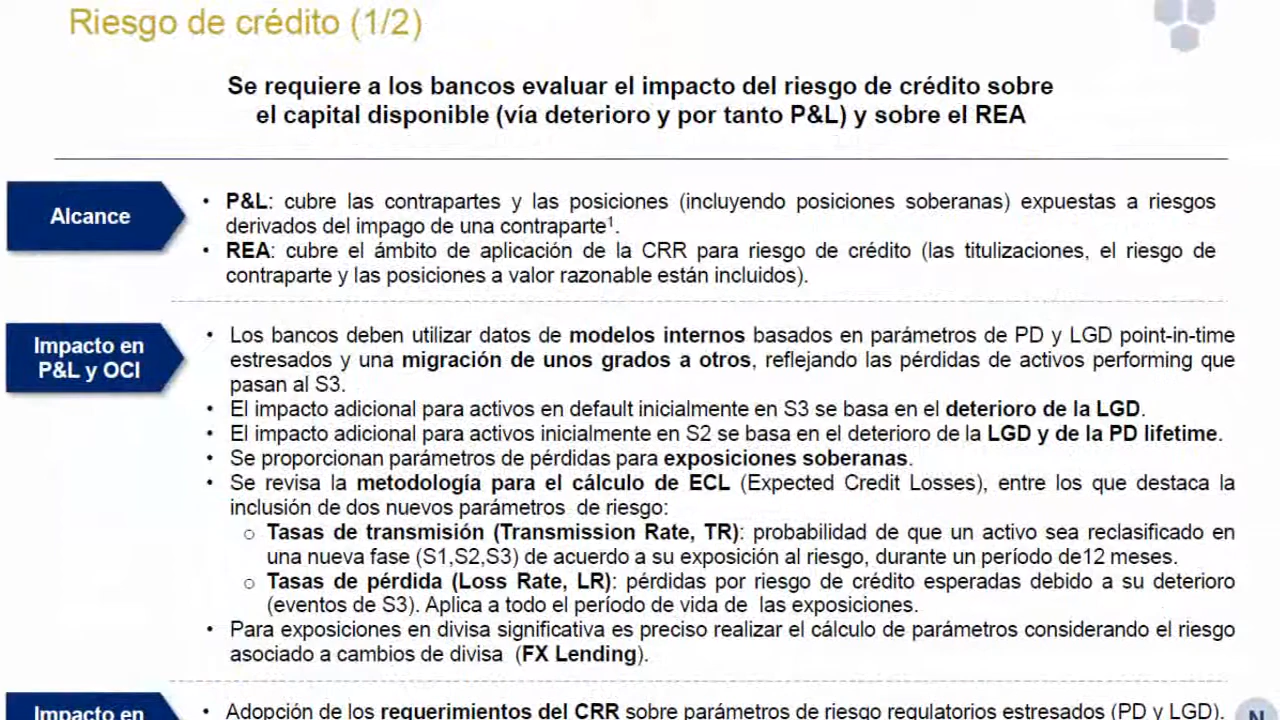 Riesgo de crédito (1/2)
Se requiere a los bancos evaluar el impacto del riesgo de crédito sobre
el capital disponible (vía deterioro y por tanto P&L) y sobre el REA
Alcance
• P&L: cubre las contrapartes y las posiciones (incluyendo posiciones soberanas) expuestas a riesgos
derivados del impago de una contraparte¹.
• REA: cubre el ámbito de aplicación de la CRR para riesgo de crédito (las titulizaciones, el riesgo de
contraparte y las posiciones a valor razonable están incluidos).
Impacto en
P&L y OCI
• Los bancos deben utilizar datos de modelos internos basados en parámetros de PD y LGD point-in-time
estresados y una migración de unos grados a otros, reflejando las pérdidas de activos performing que
pasan al S3.
• El impacto adicional para activos en default inicialmente en S3 se basa en el deterioro de la LGD.
• El impacto adicional para activos inicialmente en S2 se basa en el deterioro de la LGD y de la PD lifetime.
• Se proporcionan parámetros de pérdidas para exposiciones soberanas.
• Se revisa la metodología para el cálculo de ECL (Expected Credit Losses), entre los que destaca la
inclusión de dos nuevos parámetros de riesgo:
o Tasas de transmisión (Transmission Rate, TR): probabilidad de que un activo sea reclasificado en
una nueva fase (S1,S2,S3) de acuerdo a su exposición al riesgo, durante un período de12 meses.
o Tasas de pérdida (Loss Rate, LR): pérdidas por riesgo de crédito esperadas debido a su deterioro
(eventos de S3). Aplica a todo el período de vida de las exposiciones.
• Para exposiciones en divisa significativa es preciso realizar el cálculo de parámetros considerando el riesgo
asociado a cambios de divisa (FX Lending).
Impacto en
• Adopción de los requerimientos del CRR sobre parámetros de riesgo regulatorios estresados (PD y LGD).
N